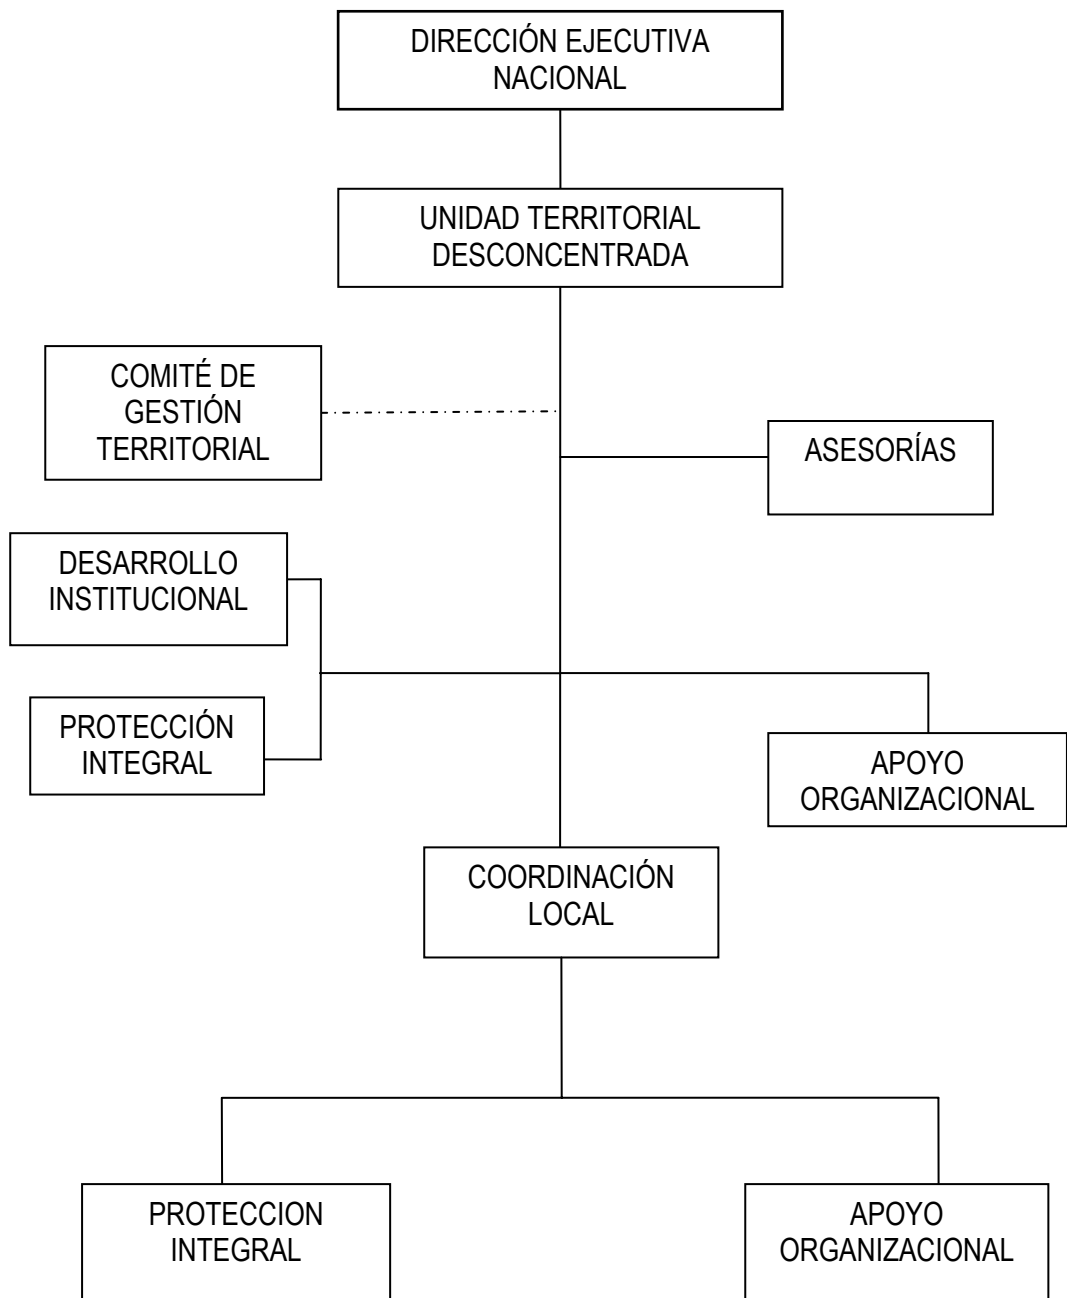 DIRECCIÓN EJECUTIVA
NACIONAL
UNIDAD TERRITORIAL
DESCONCENTRADA
COMITÉ DE
GESTIÓN
TERRITORIAL
ASESORÍAS
DESARROLLO
INSTITUCIONAL
PROTECCIÓN
INTEGRAL
APOYO
ORGANIZACIONAL
COORDINACIÓN
LOCAL
PROTECCION
INTEGRAL
APOYO
ORGANIZACIONAL